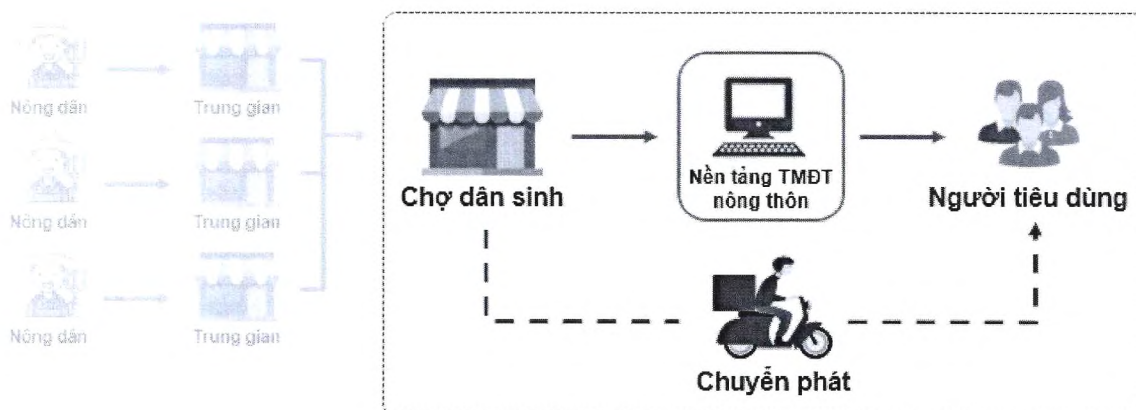 Nông dân
Trung gian
Nông dân
Trung gian
Nông dân
Trung gian
Chợ dân sinh
Nền tảng TMĐT
nông thôn
Người tiêu dùng
Chuyển phát